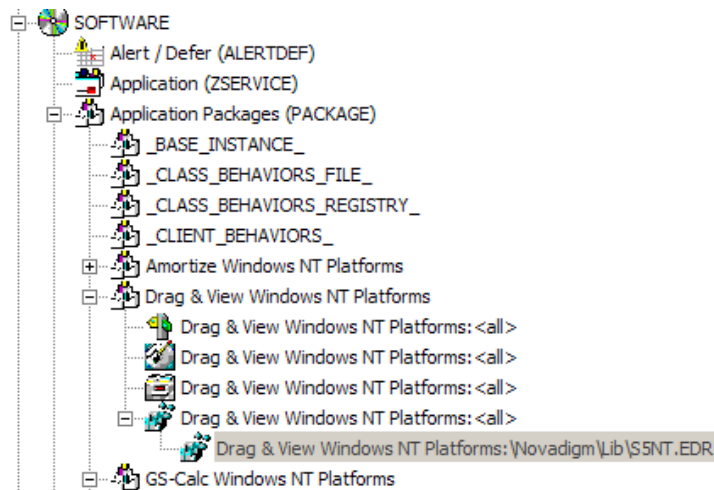 SOFTWARE
Alert / Defer (ALERTDEF)
Application (ZSERVICE)
Application Packages (PACKAGE)
_BASE_INSTANCE_
_CLASS_BEHAVIORS_FILE_
_CLASS_BEHAVIORS_REGISTRY_
_CLIENT_BEHAVIORS_
Amortize Windows NT Platforms
Drag & View Windows NT Platforms
Drag & View Windows NT Platforms:<all>
Drag & View Windows NT Platforms:<all>
Drag & View Windows NT Platforms:<all>
Drag & View Windows NT Platforms:<all>
Drag & View Windows NT Platforms:\Novadigm\Lib\S5NT.EDR
GS-Calc Windows NT Platforms